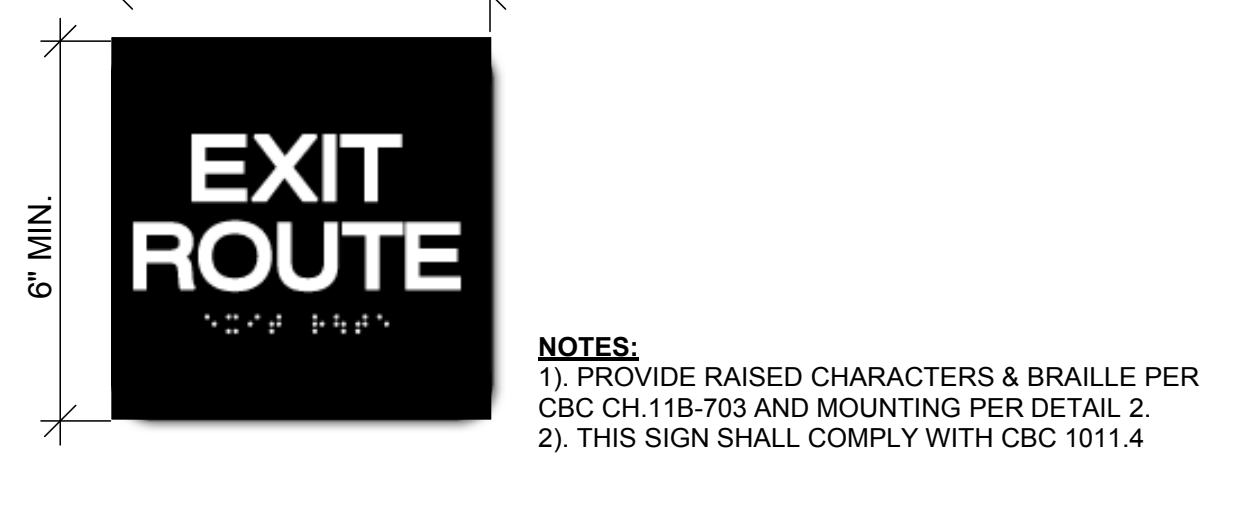 EXIT
ROUTE
⠑⠭⠊⠞ ⠗⠳⠞⠑
6" MIN.
NOTES:
1). PROVIDE RAISED CHARACTERS & BRAILLE PER
CBC CH.11B-703 AND MOUNTING PER DETAIL 2.
2). THIS SIGN SHALL COMPLY WITH CBC 1011.4